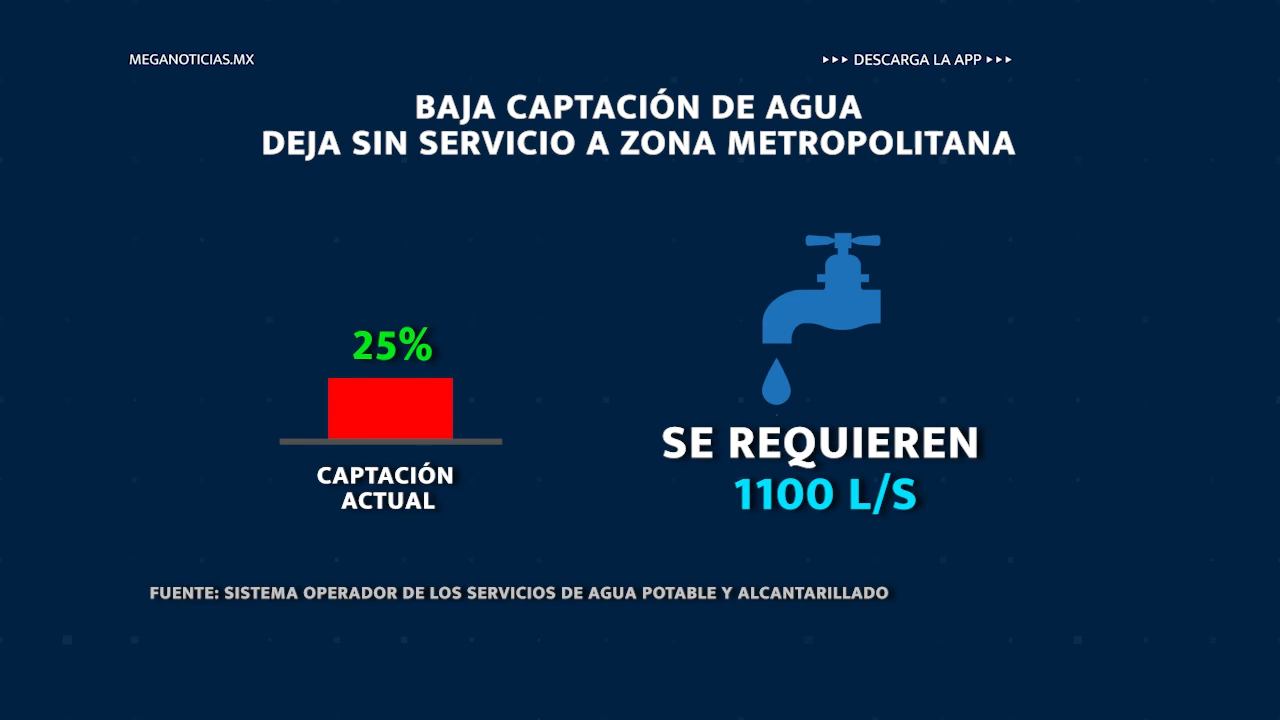 MEGANOTICIAS.MX
DESCARGA LA APP
BAJA CAPTACIÓN DE AGUA
DEJA SIN SERVICIO A ZONA METROPOLITANA
25%
CAPTACIÓN
ACTUAL
SE REQUIEREN
1100 L/S
FUENTE: SISTEMA OPERADOR DE LOS SERVICIOS DE AGUA POTABLE Y ALCANTARILLADO